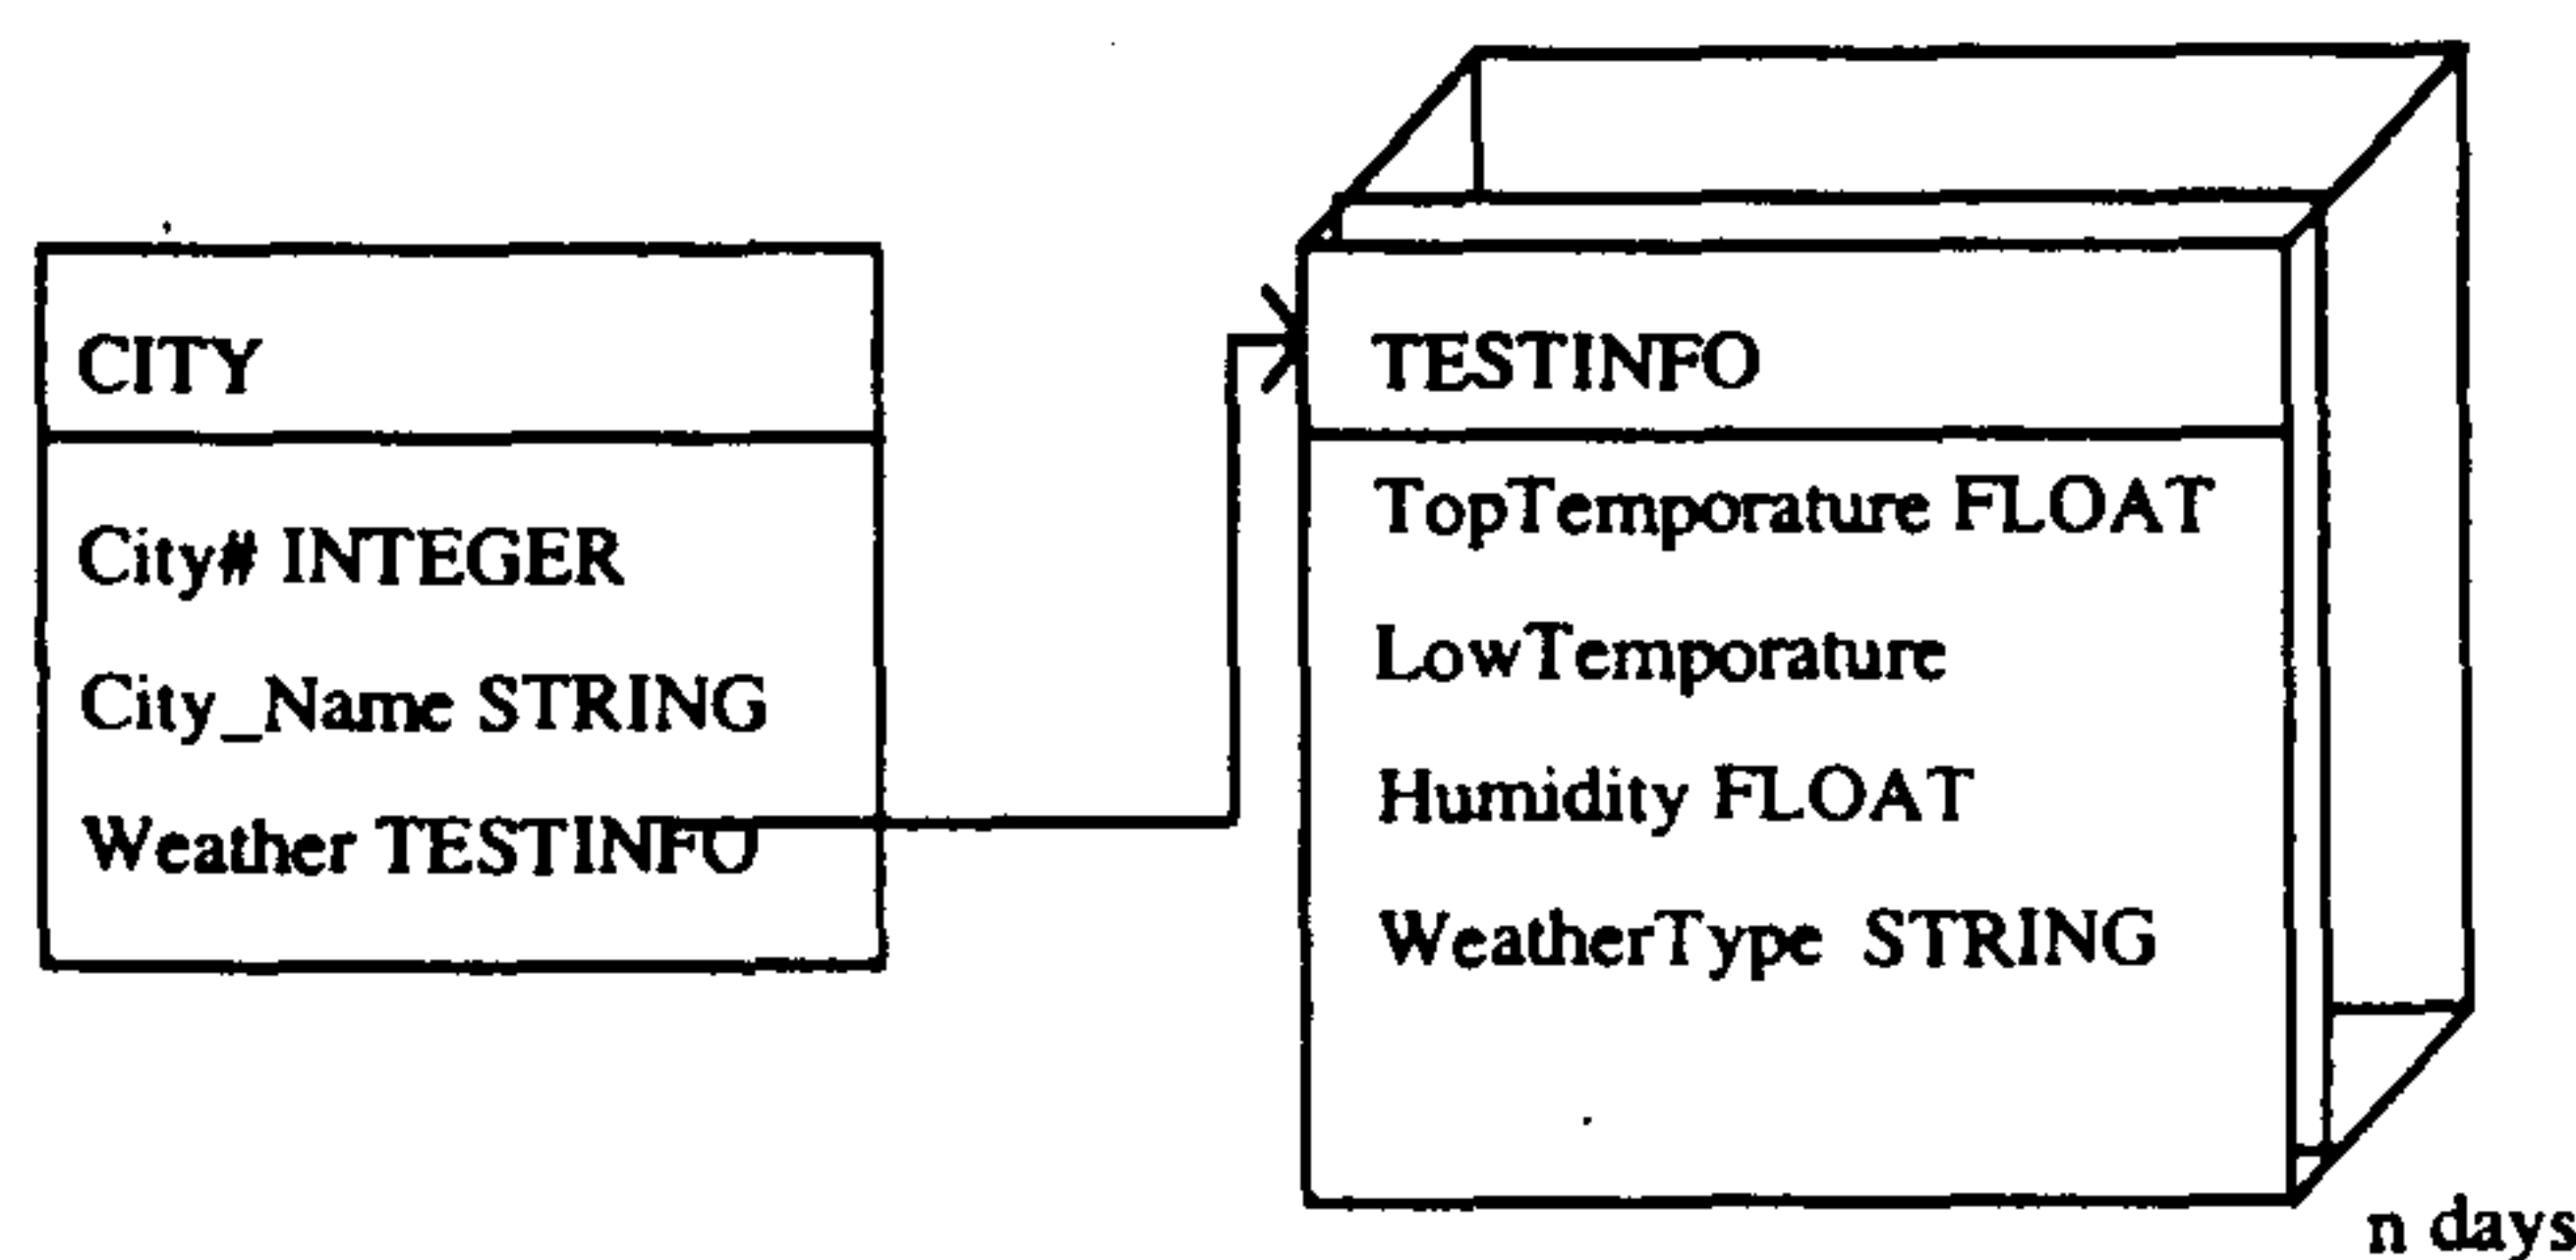 CITY
City# INTEGER
City_Name STRING
Weather TESTINFO
TESTINFO
TopTemporature FLOAT
LowTemporature
Humidity FLOAT
WeatherType STRING
n days